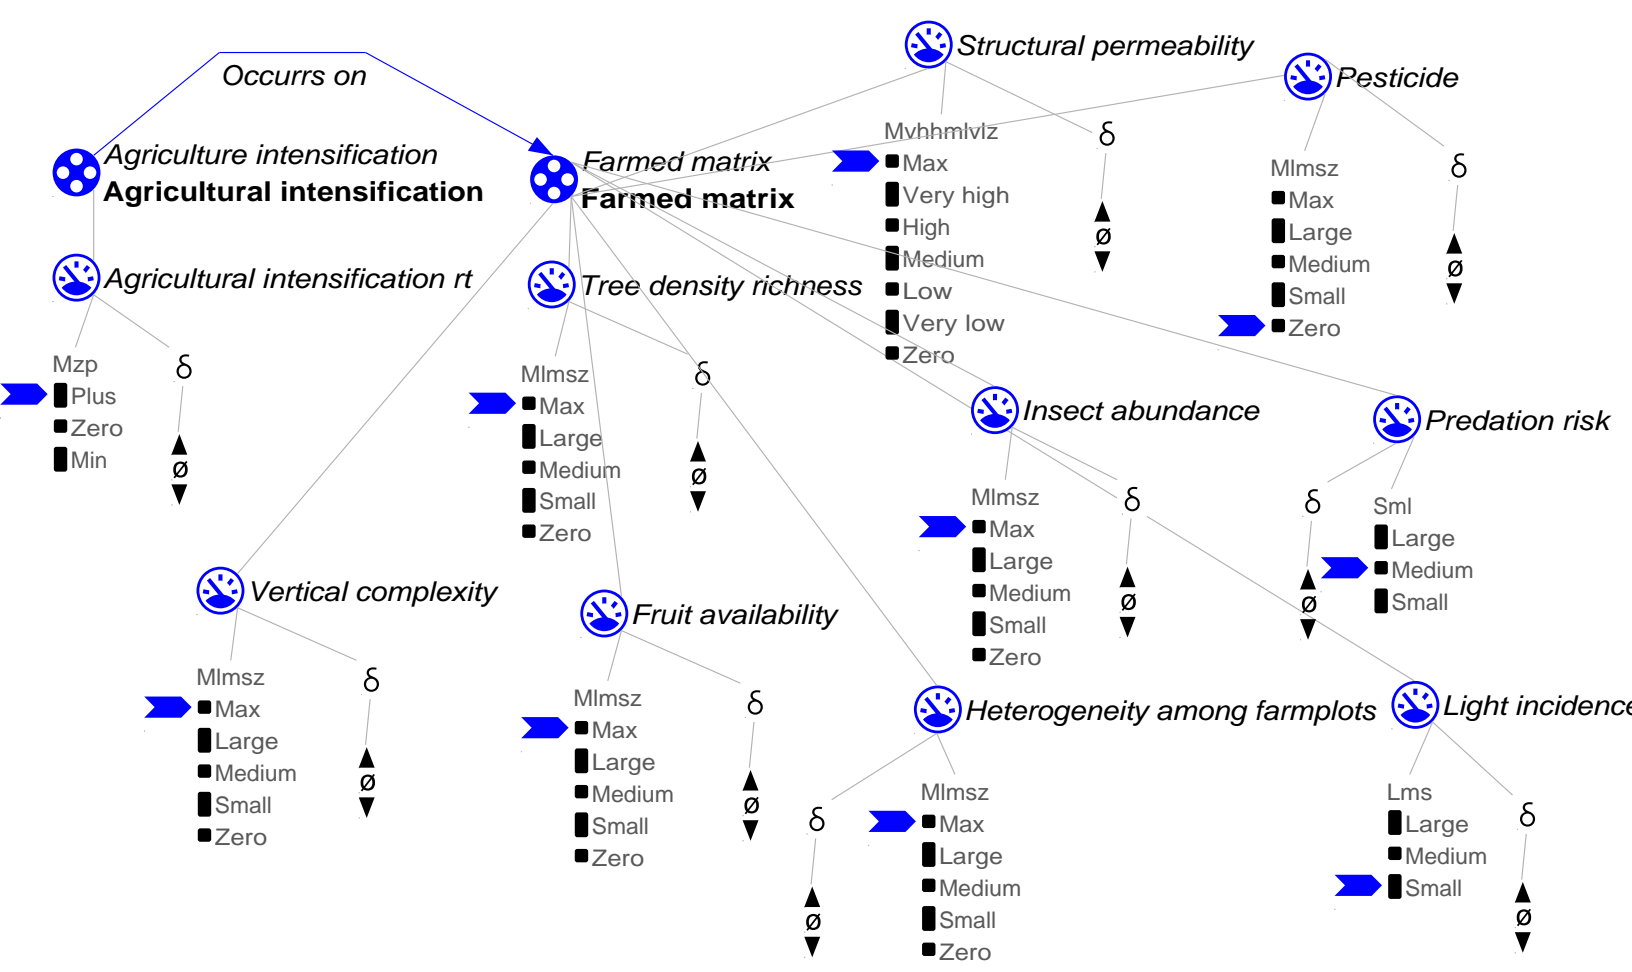 Occurrs on
Agriculture intensification
Agricultural intensification
Agricultural intensification rt
Mzp
Plus
Zero
Min
δ
ø
Farmed matrix
Farmed matrix
Tree density richness
Mlmsz
Max
Large
Medium
Small
Zero
δ
ø
Structural permeability
Mvhhmlvlz
Max
Very high
High
Medium
Low
Very low
Zero
δ
ø
Pesticide
Mlmsz
Max
Large
Medium
Small
Zero
δ
ø
Insect abundance
Mlmsz
Max
Large
Medium
Small
Zero
δ
ø
Predation risk
δ
ø
Sml
Large
Medium
Small
Vertical complexity
Mlmsz
Max
Large
Medium
Small
Zero
δ
ø
Fruit availability
Mlmsz
Max
Large
Medium
Small
Zero
δ
ø
Heterogeneity among farmplots
δ
ø
Mlmsz
Max
Large
Medium
Small
Zero
Light incidence
Lms
Large
Medium
Small
δ
ø